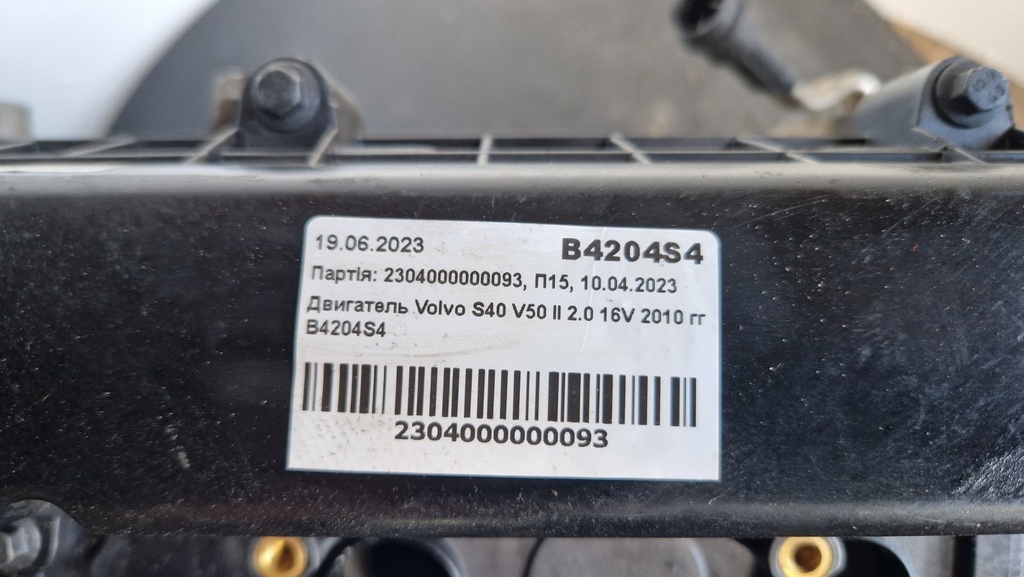 19.06.2023 B4204S4
Партія: 2304000000093, П15, 10.04.2023
Двигатель Volvo S40 V50 II 2.0 16V 2010 гг
B4204S4
2304000000093